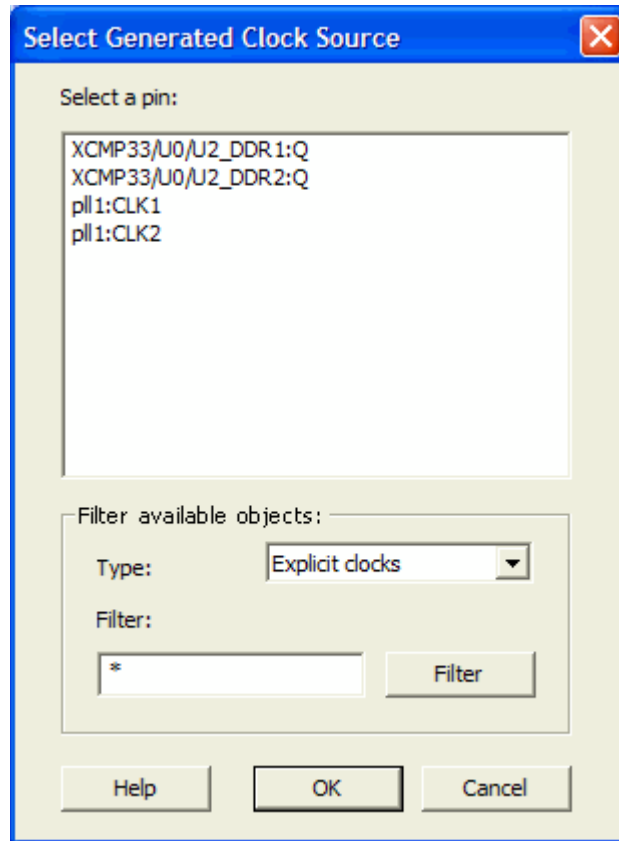 Select Generated Clock Source
Select a pin:
XCMP33/U0/U2_DDR1:Q
XCMP33/U0/U2_DDR2:Q
pll1:CLK1
pll1:CLK2
Filter available objects:
Type:
Explicit clocks
Filter:
*
Filter
Help
OK
Cancel